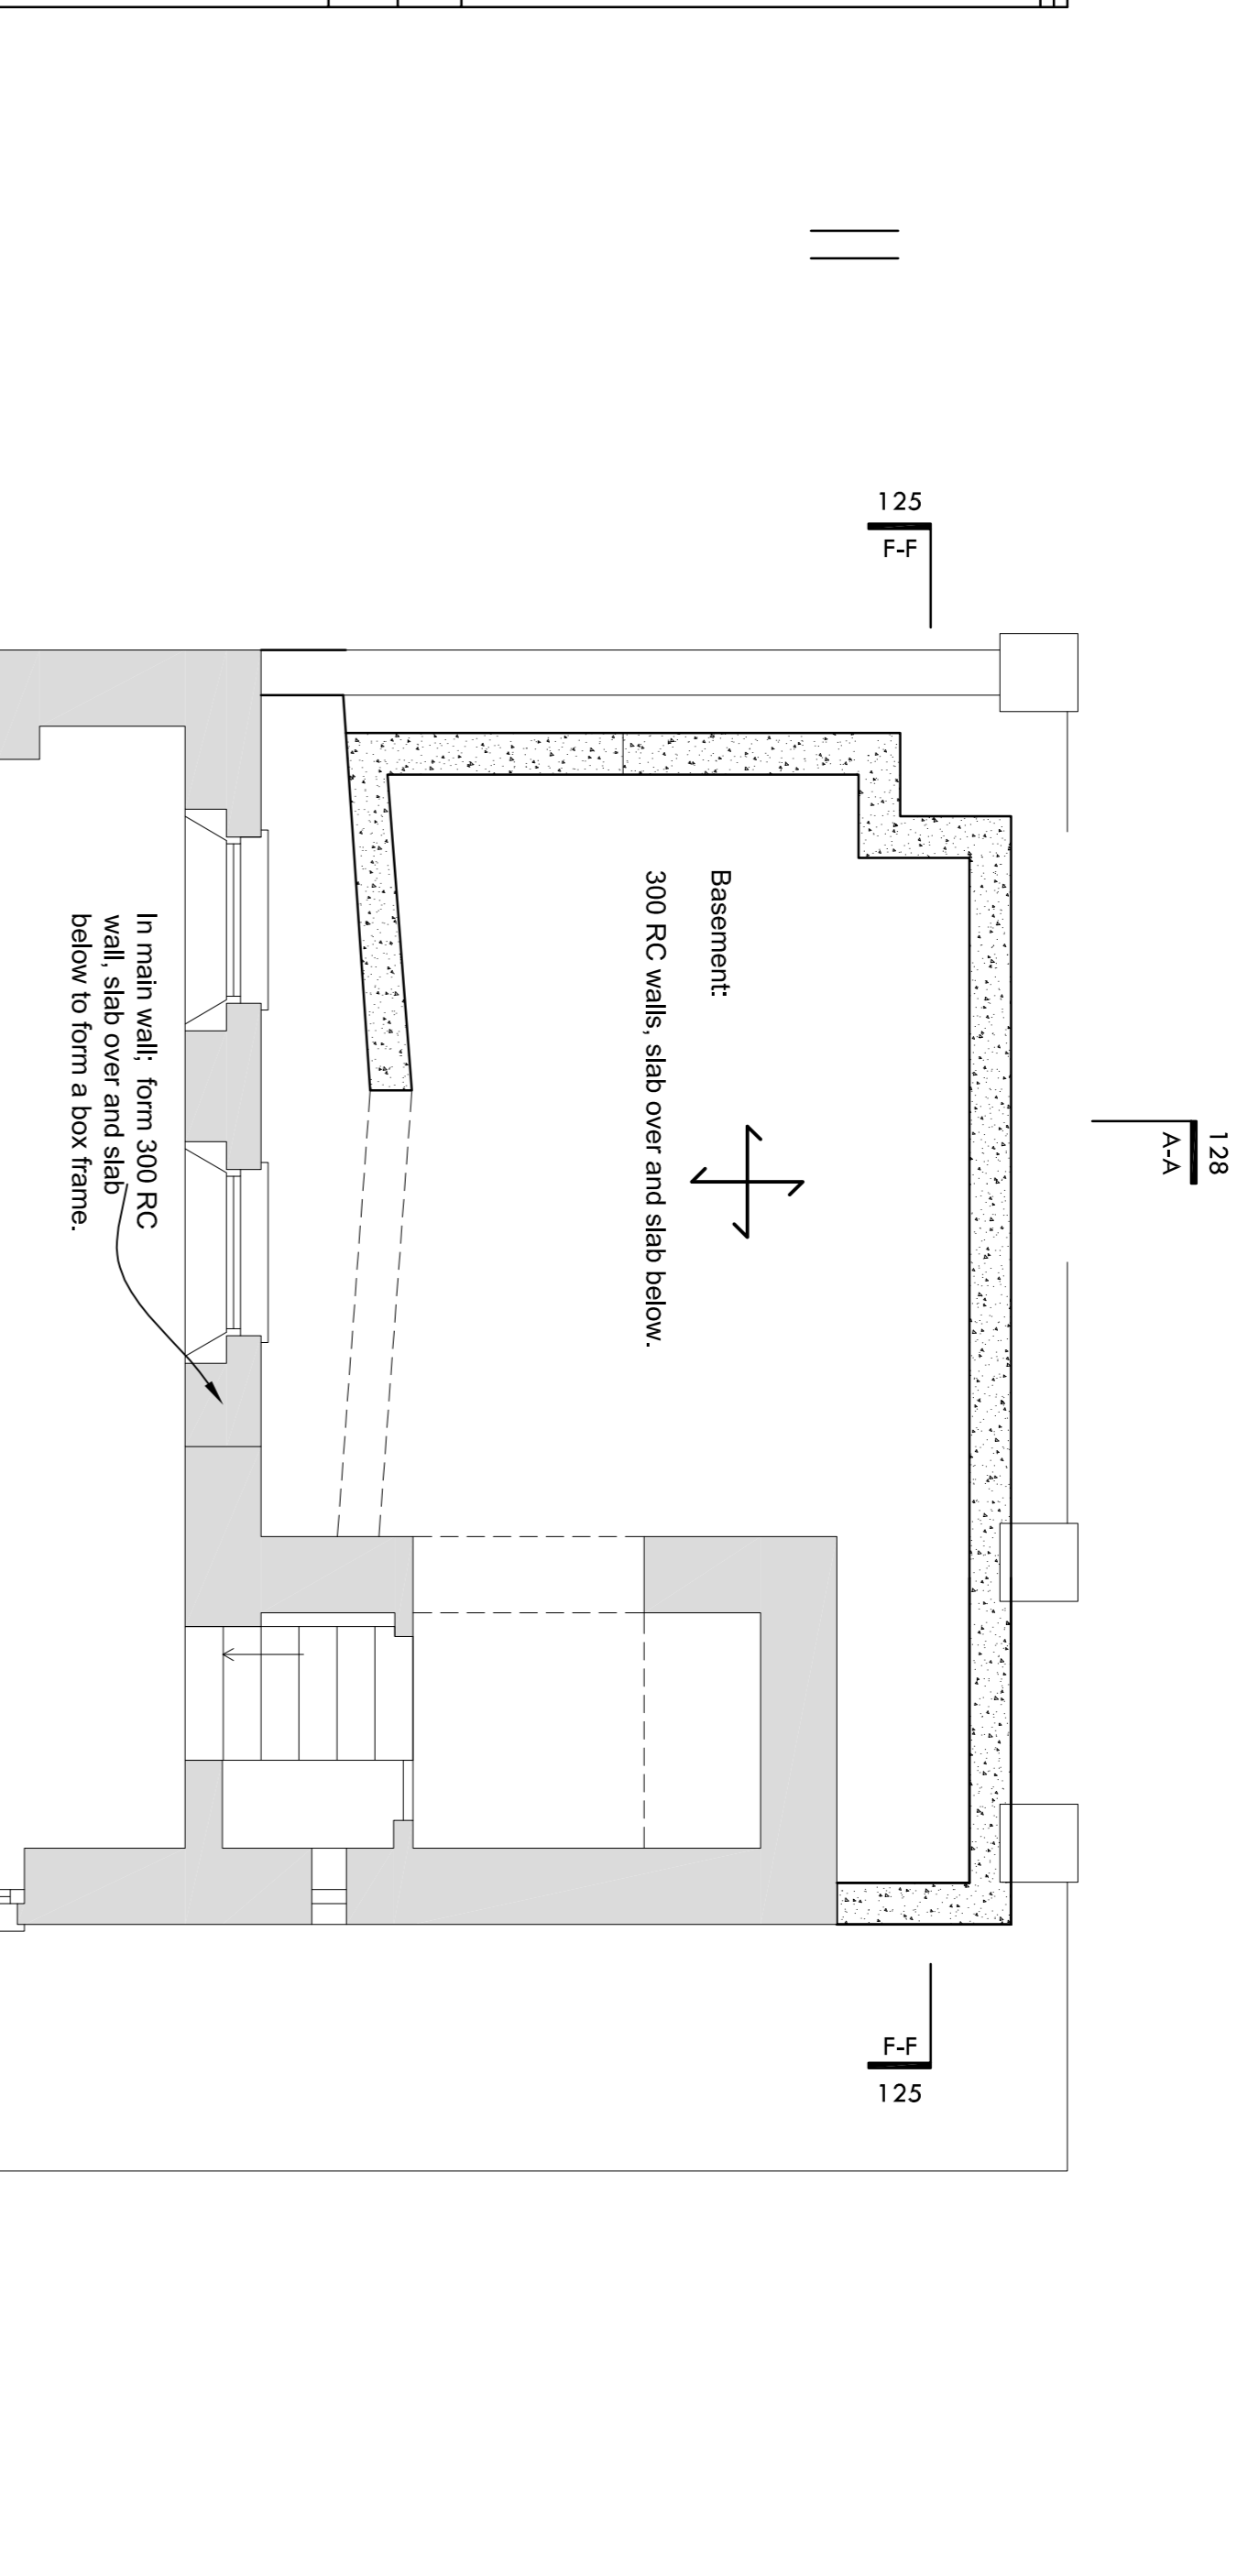 128
A-A
125
F-F
Basement:
300 RC walls, slab over and slab below.
In main wall; form 300 RC
wall, slab over and slab
below to form a box frame.
F-F
125